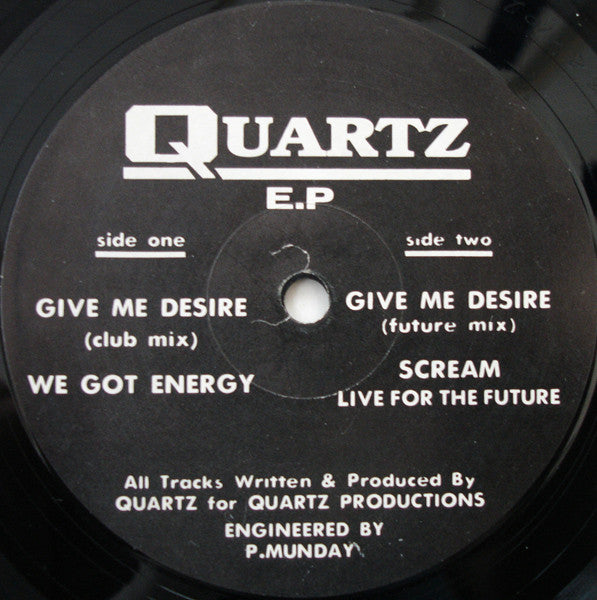 QUARTZ
E.P
side one
GIVE ME DESIRE
(club mix)
WE GOT ENERGY
side two
GIVE ME DESIRE
(future mix)
SCREAM
LIVE FOR THE FUTURE
All Tracks Written & Produced By
QUARTZ for QUARTZ PRODUCTIONS
ENGINEERED BY
P.MUNDAY